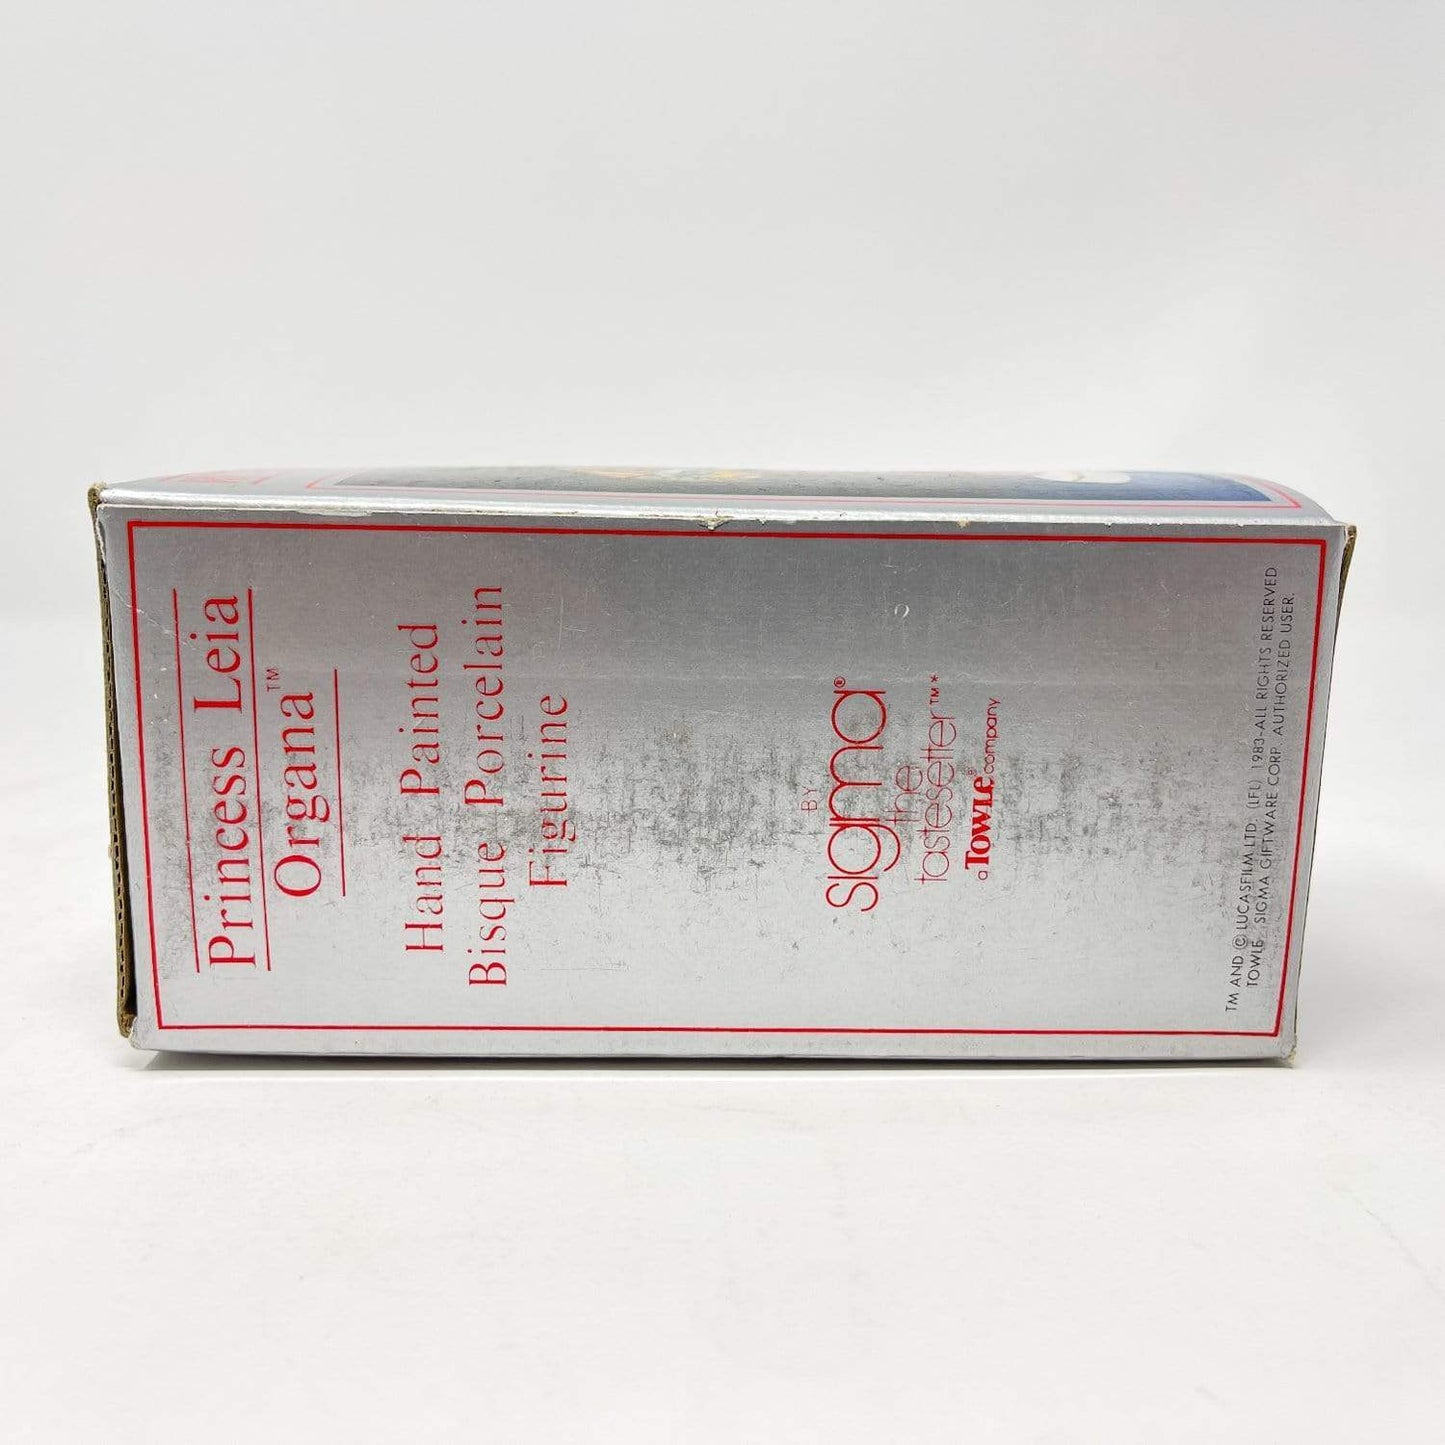 Princess Leia
Organa™
Hand Painted
Bisque Porcelain
Figurine
BY
sigma®
the
tastesetter™*
a TOWLE® company
TM AND © LUCASFILM LTD. (LFL) 1983-ALL RIGHTS RESERVED
TOWLE - SIGMA GIFTWARE CORP. AUTHORIZED USER.